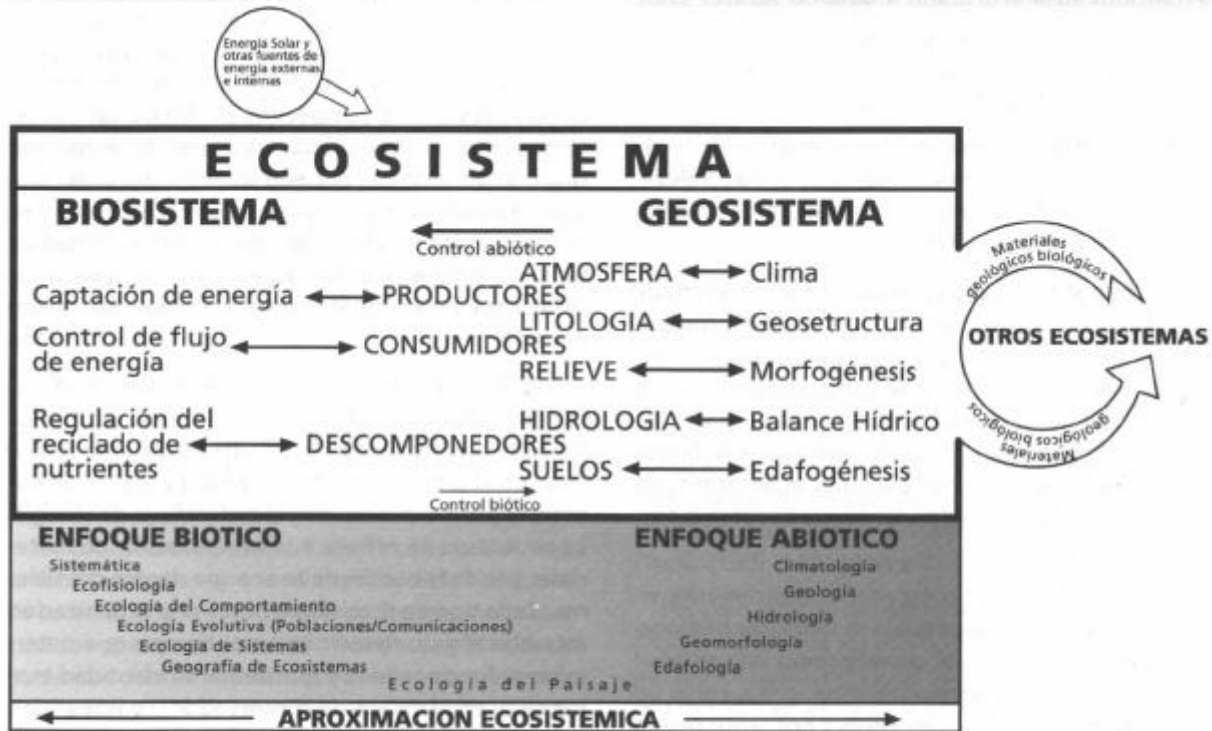 Energía Solar y
otras fuentes de
energía externas
e internas
ECOSISTEMA
BIOSISTEMA
GEOSISTEMA
Control abiótico
ATMOSFERA
Clima
Captación de energía
PRODUCTORES
LITOLOGIA
Geosetructura
Control de flujo
de energía
CONSUMIDORES
RELIEVE
Morfogénesis
Regulación del
reciclado de
nutrientes
DESCOMPONEDORES
HIDROLOGIA
Balance Hídrico
SUELOS
Edafogénesis
Control biótico
Materiales
geológicos biológicos
OTROS ECOSISTEMAS
Materiales
geológicos biológicos
ENFOQUE BIOTICO
Sistemática
Ecofisiología
Ecología del Comportamiento
Ecología Evolutiva (Poblaciones/Comunicaciones)
Ecología de Sistemas
Geografía de Ecosistemas
ENFOQUE ABIOTICO
Climatología
Geología
Hidrología
Geomorfología
Edafología
Ecología del Paisaje
APROXIMACION ECOSISTEMICA